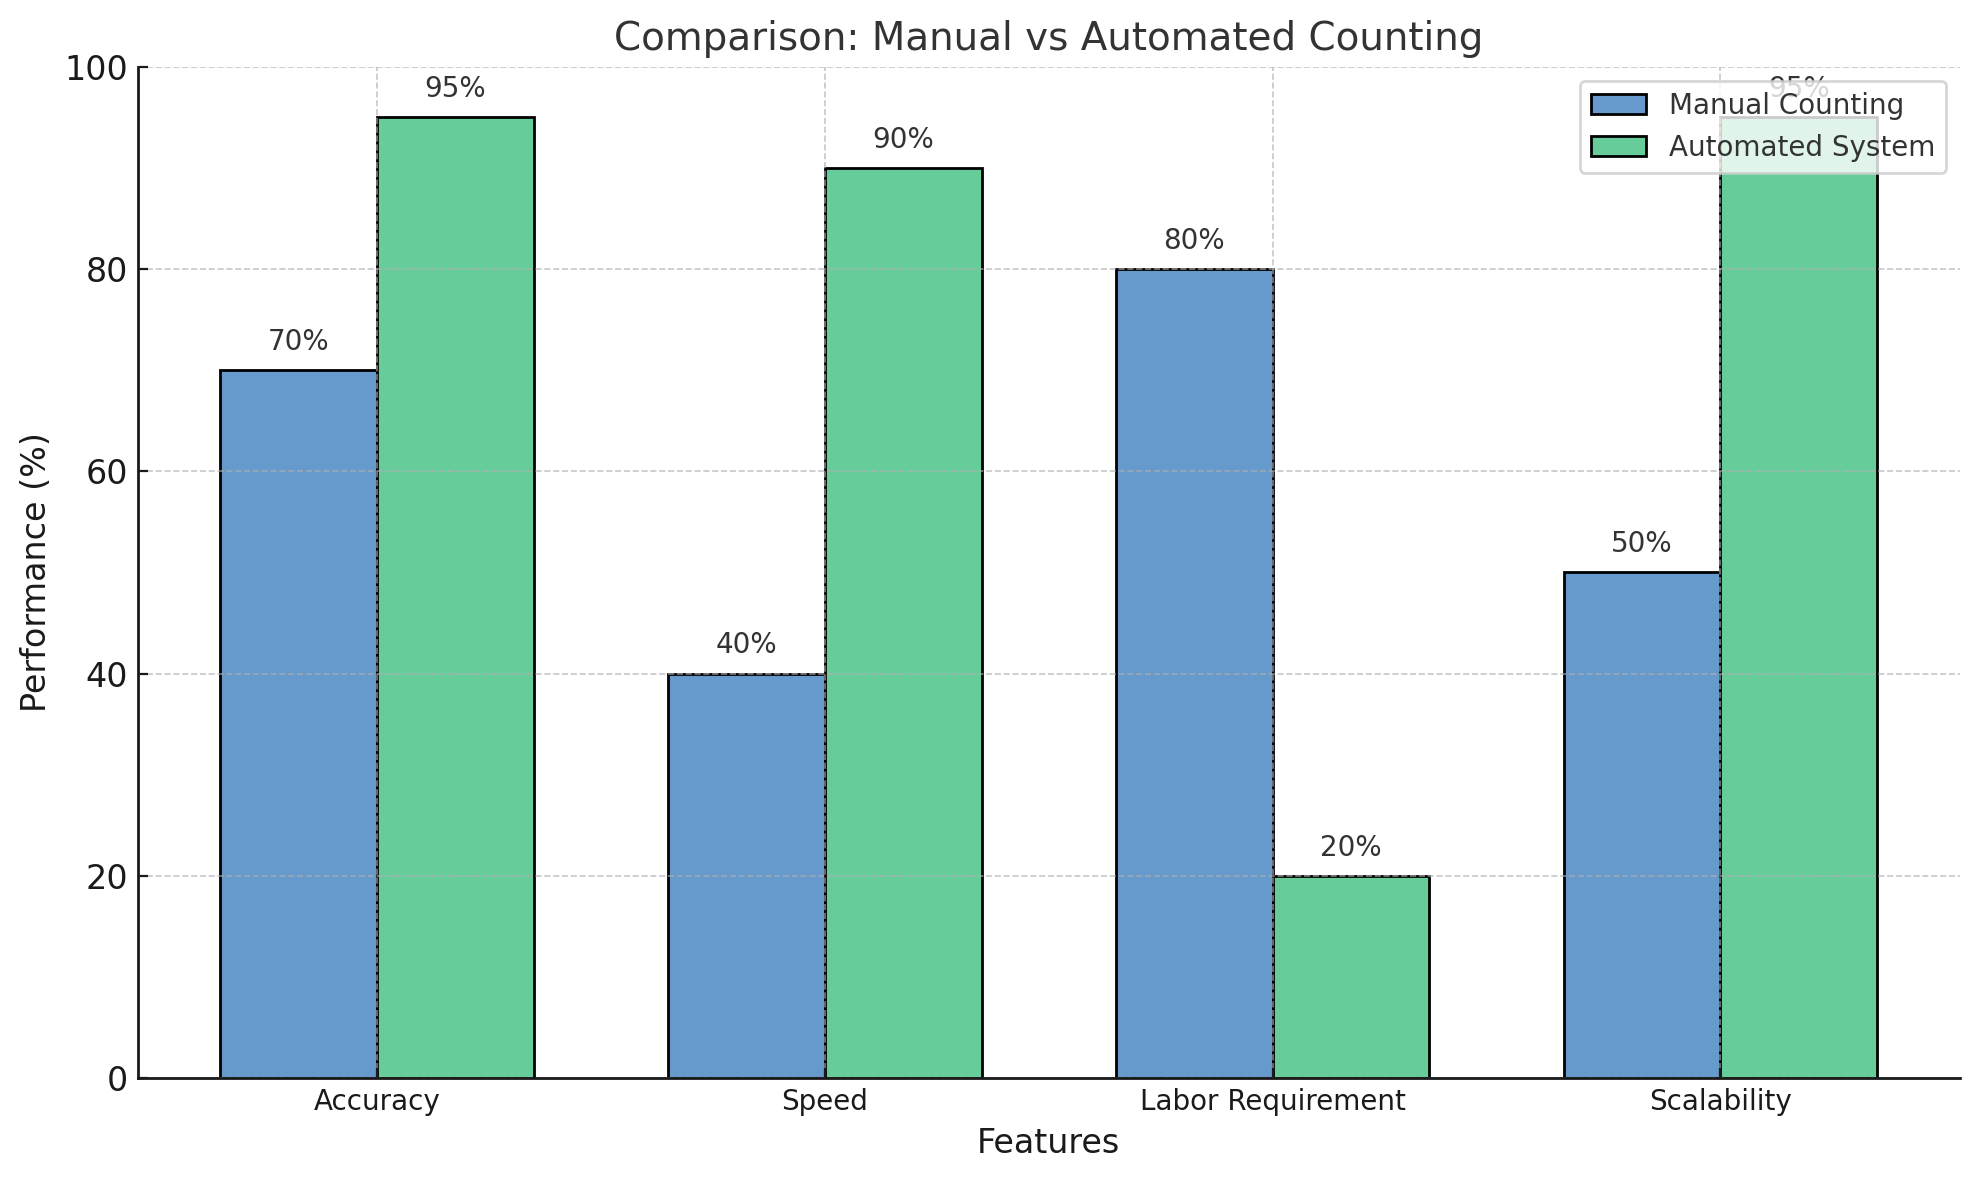 Comparison: Manual vs Automated Counting
100
80
60
40
20
0
Performance (%)
70%
95%
40%
90%
80%
20%
50%
95%
Manual Counting
Automated System
Accuracy
Speed
Labor Requirement
Scalability
Features